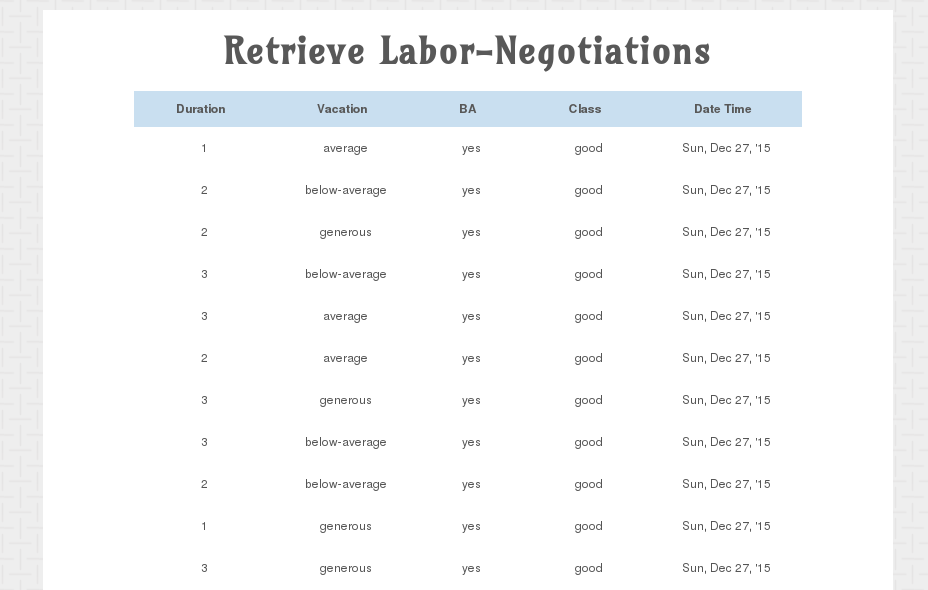 Retrieve Labor-Negotiations
Duration Vacation BA Class Date Time
1 average yes good Sun, Dec 27, '15
2 below-average yes good Sun, Dec 27, '15
2 generous yes good Sun, Dec 27, '15
3 below-average yes good Sun, Dec 27, '15
3 average yes good Sun, Dec 27, '15
2 average yes good Sun, Dec 27, '15
3 generous yes good Sun, Dec 27, '15
3 below-average yes good Sun, Dec 27, '15
2 below-average yes good Sun, Dec 27, '15
1 generous yes good Sun, Dec 27, '15
3 generous yes good Sun, Dec 27, '15